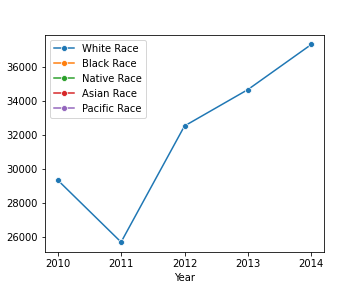 White Race
Black Race
Native Race
Asian Race
Pacific Race
36000
34000
32000
30000
28000
26000
2010 2011 2012 2013 2014
Year